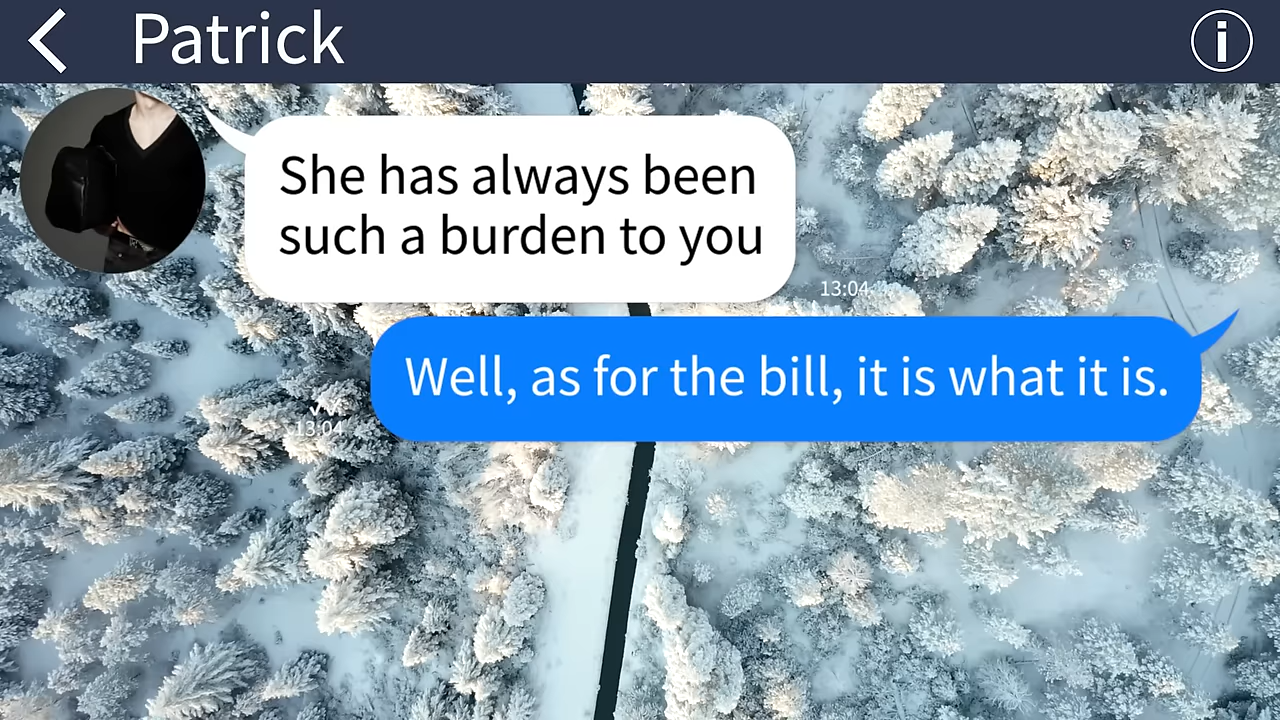 Patrick
She has always been
such a burden to you
13:04
Well, as for the bill, it is what it is.
13:04